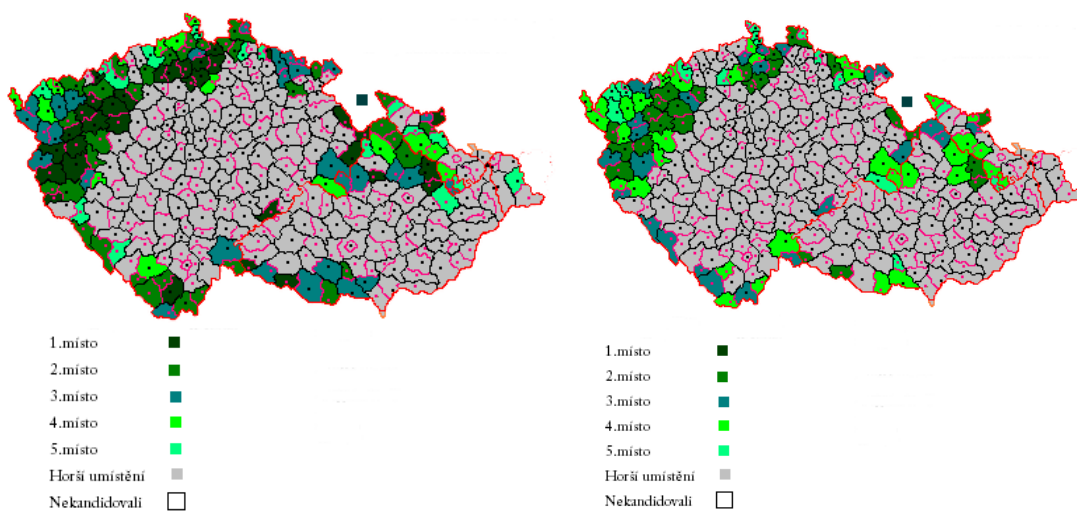 1.místo
2.místo
3.místo
4.místo
5.místo
Horší umístění
Nekandidovali
1.místo
2.místo
3.místo
4.místo
5.místo
Horší umístění
Nekandidovali